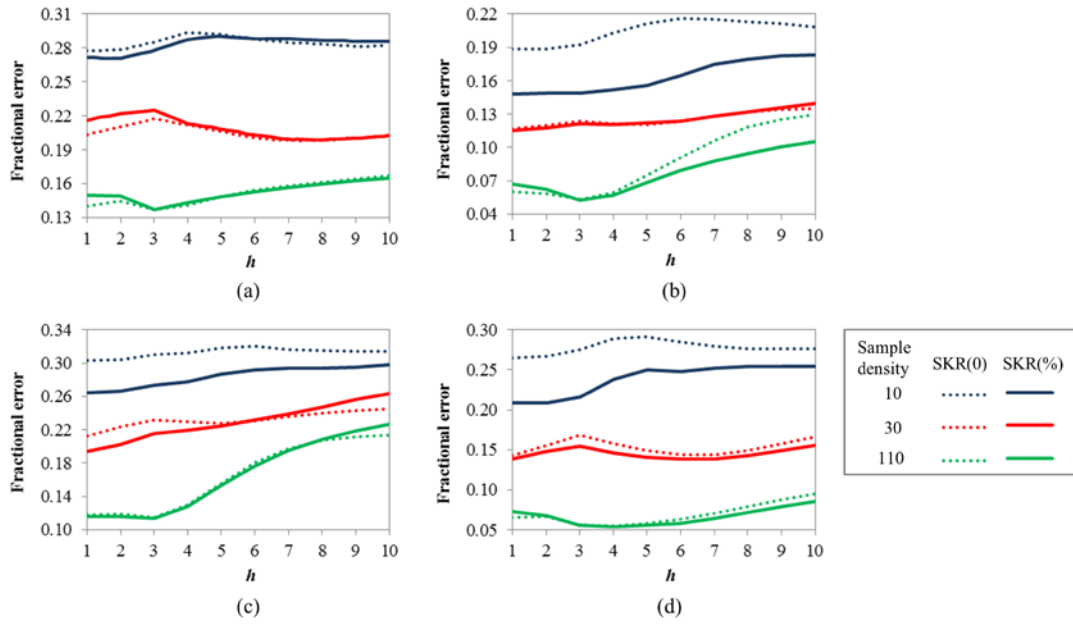 0.31
0.28
0.25
0.22
0.19
0.16
0.13
Fractional error
1 2 3 4 5 6 7 8 9 10
h
(a)
0.22
0.19
0.16
0.13
0.10
0.07
0.04
Fractional error
1 2 3 4 5 6 7 8 9 10
h
(b)
0.34
0.30
0.26
0.22
0.18
0.14
0.10
Fractional error
1 2 3 4 5 6 7 8 9 10
h
(c)
0.30
0.25
0.20
0.15
0.10
0.05
Fractional error
1 2 3 4 5 6 7 8 9 10
h
(d)
Sample density SKR(0) SKR(%)
10
30
110